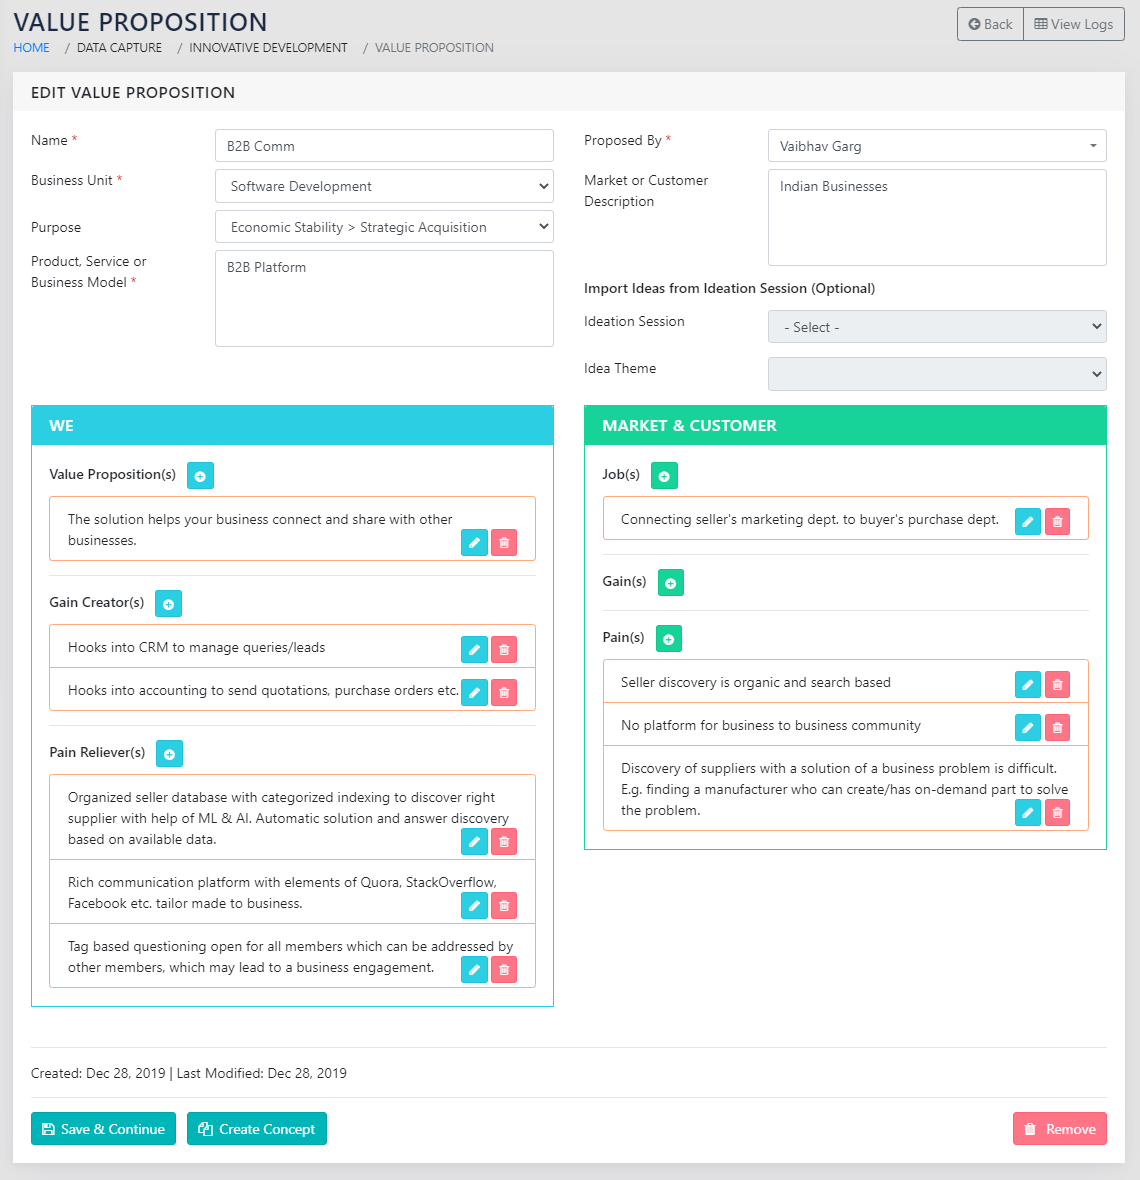 VALUE PROPOSITION
Back
View Logs
HOME / DATA CAPTURE / INNOVATIVE DEVELOPMENT / VALUE PROPOSITION
EDIT VALUE PROPOSITION
Name *
B2B Comm
Business Unit *
Software Development
Purpose
Economic Stability > Strategic Acquisition
Product, Service or
Business Model *
B2B Platform
Proposed By *
Vaibhav Garg
Market or Customer
Description
Indian Businesses
Import Ideas from Ideation Session (Optional)
Ideation Session
- Select -
Idea Theme
WE
Value Proposition(s)
The solution helps your business connect and share with other
businesses.
Gain Creator(s)
Hooks into CRM to manage queries/leads
Hooks into accounting to send quotations, purchase orders etc.
Pain Reliever(s)
Organized seller database with categorized indexing to discover right
supplier with help of ML & AI. Automatic solution and answer discovery
based on available data.
Rich communication platform with elements of Quora, StackOverflow,
Facebook etc. tailor made to business.
Tag based questioning open for all members which can be addressed by
other members, which may lead to a business engagement.
MARKET & CUSTOMER
Job(s)
Connecting seller's marketing dept. to buyer's purchase dept.
Gain(s)
Pain(s)
Seller discovery is organic and search based
No platform for business to business community
Discovery of suppliers with a solution of a business problem is difficult.
E.g. finding a manufacturer who can create/has on-demand part to solve
the problem.
Created: Dec 28, 2019 | Last Modified: Dec 28, 2019
Save & Continue
Create Concept
Remove